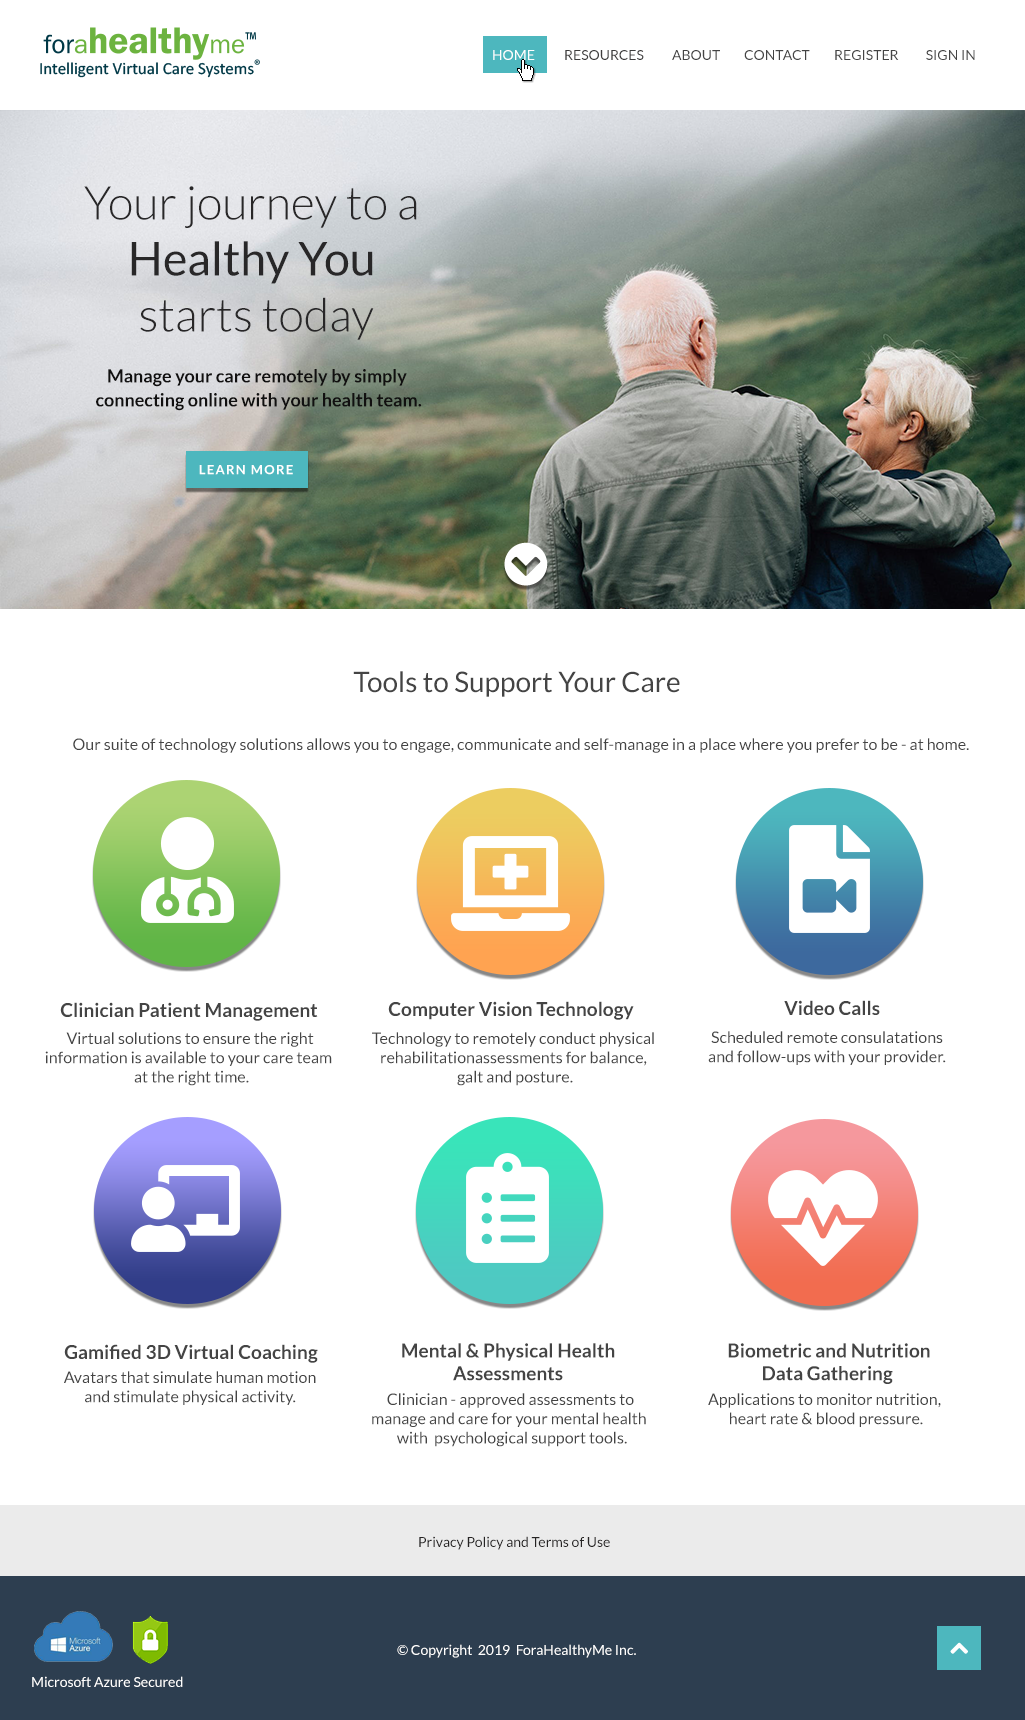 forahealthyme™
Intelligent Virtual Care Systems®
HOME RESOURCES ABOUT CONTACT REGISTER SIGN IN
Your journey to a
Healthy You
starts today
Manage your care remotely by simply
connecting online with your health team.
LEARN MORE
Tools to Support Your Care
Our suite of technology solutions allows you to engage, communicate and self-manage in a place where you prefer to be - at home.
Clinician Patient Management
Virtual solutions to ensure the right
information is available to your care team
at the right time.
Computer Vision Technology
Technology to remotely conduct physical
rehabilitationassessments for balance,
galt and posture.
Video Calls
Scheduled remote consulatations
and follow-ups with your provider.
Gamified 3D Virtual Coaching
Avatars that simulate human motion
and stimulate physical activity.
Mental & Physical Health
Assessments
Clinician - approved assessments to
manage and care for your mental health
with psychological support tools.
Biometric and Nutrition
Data Gathering
Applications to monitor nutrition,
heart rate & blood pressure.
Privacy Policy and Terms of Use
Microsoft
Azure
Microsoft Azure Secured
© Copyright 2019 ForaHealthyMe Inc.